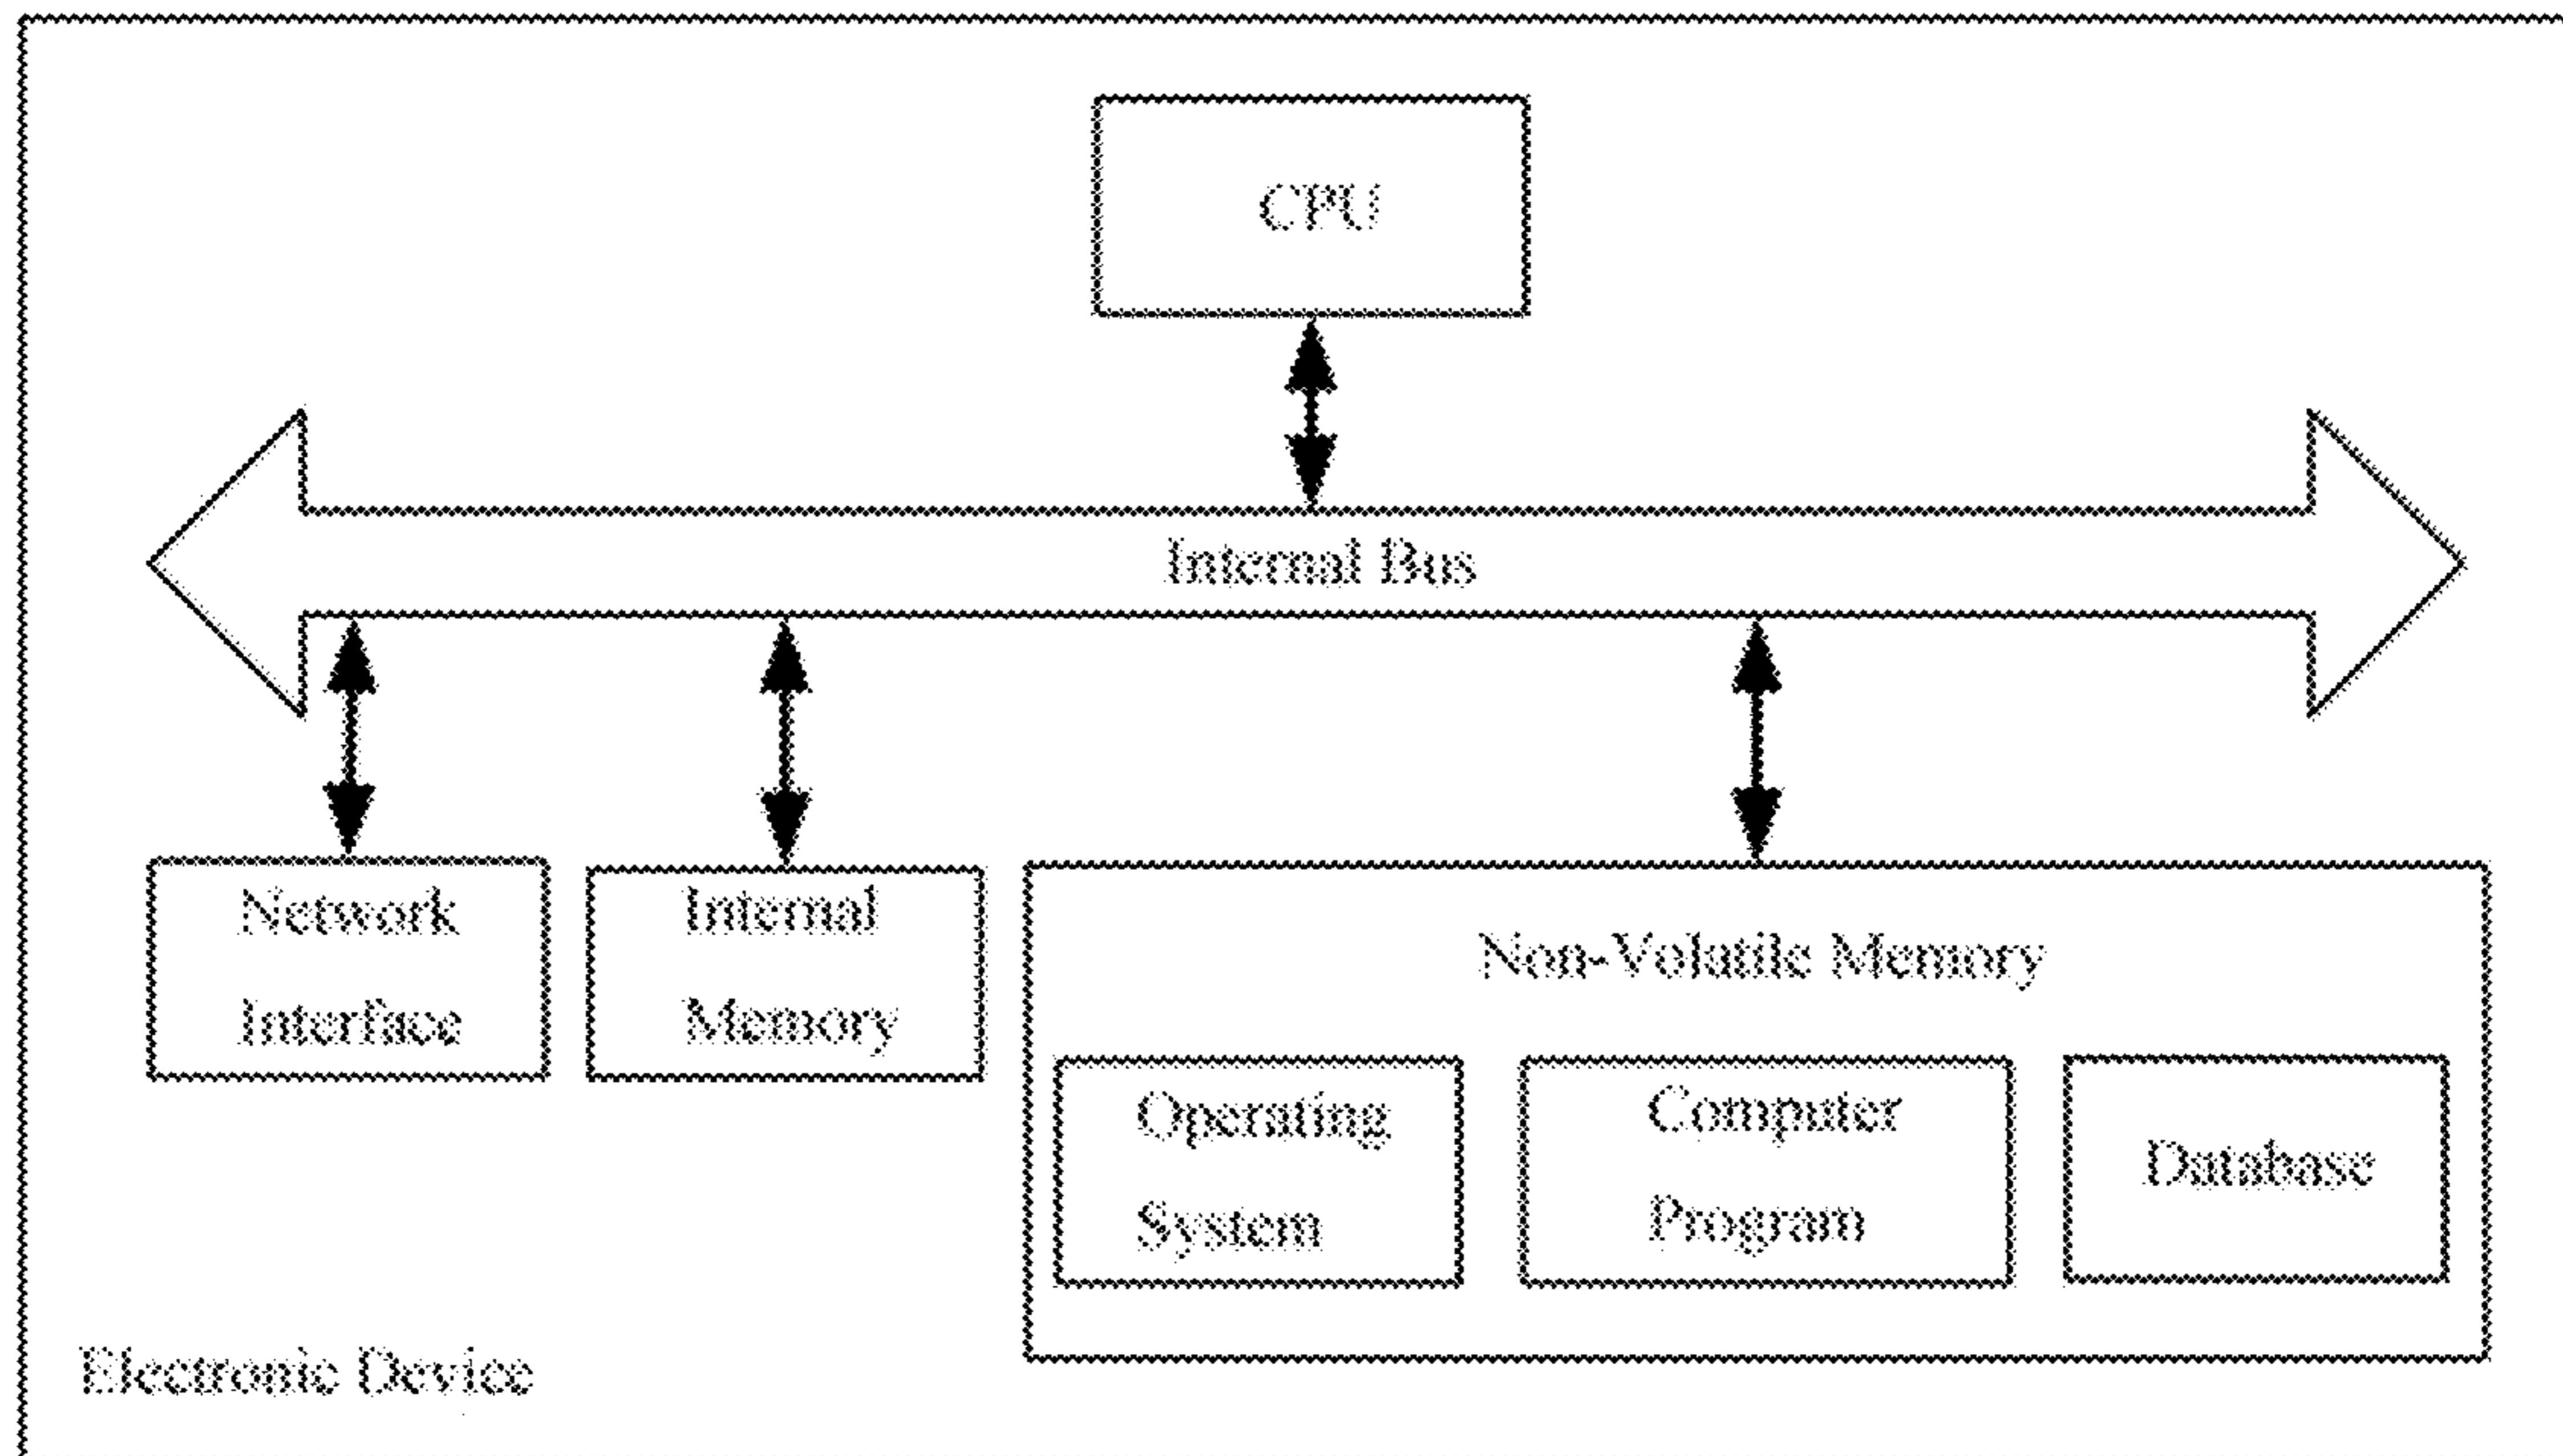 CPU
Internal Bus
Network
Interface
Internal
Memory
Non-Volatile Memory
Operating
System
Computer
Program
Database
Electronic Device